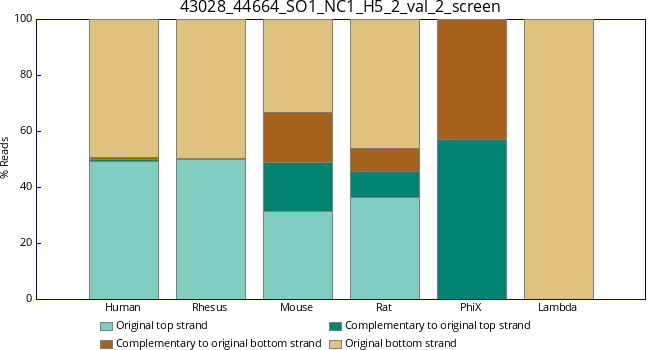 43028_44664_SO1_NC1_H5_2_val_2_screen
100
80
60
40
20
0
% Reads
Human Rhesus Mouse Rat PhiX Lambda
Original top strand Complementary to original top strand
Complementary to original bottom strand Original bottom strand